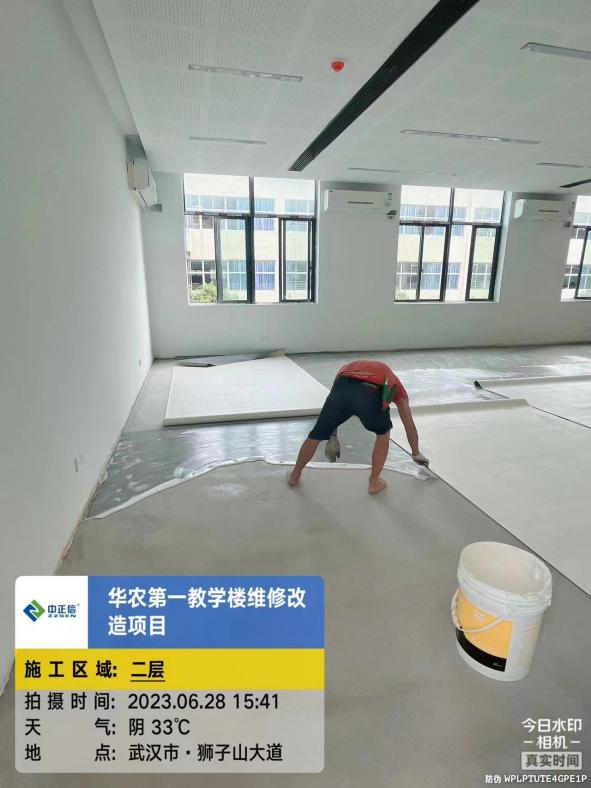 中正信
ZZSEN
华农第一教学楼维修改
造项目
施工区域: 二层
拍摄时间: 2023.06.28 15:41
天气: 阴 33℃
地点: 武汉市·狮子山大道
今日水印
相机
真实时间
防伪 WPLPTUTE4GPE1P